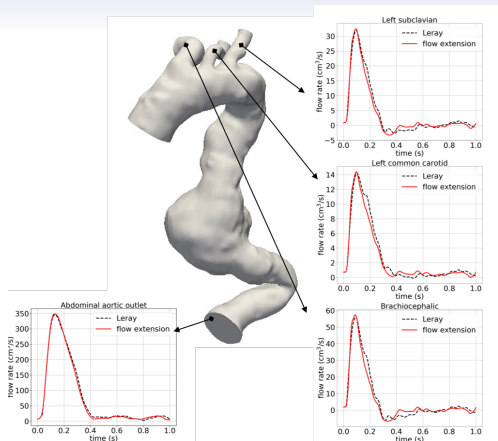 Left subclavian
flow rate (cm³/s)
30
25
20
15
10
5
0
−5
Leray
flow extension
0.0 0.2 0.4 0.6 0.8 1.0
time (s)
Left common carotid
flow rate (cm³/s)
14
12
10
8
6
4
2
0
Leray
flow extension
0.0 0.2 0.4 0.6 0.8 1.0
time (s)
Brachiocephalic
flow rate (cm³/s)
60
50
40
30
20
10
0
Leray
flow extension
0.0 0.2 0.4 0.6 0.8 1.0
time (s)
Abdominal aortic outlet
flow rate (cm³/s)
350
300
250
200
150
100
50
0
Leray
flow extension
0.0 0.2 0.4 0.6 0.8 1.0
time (s)